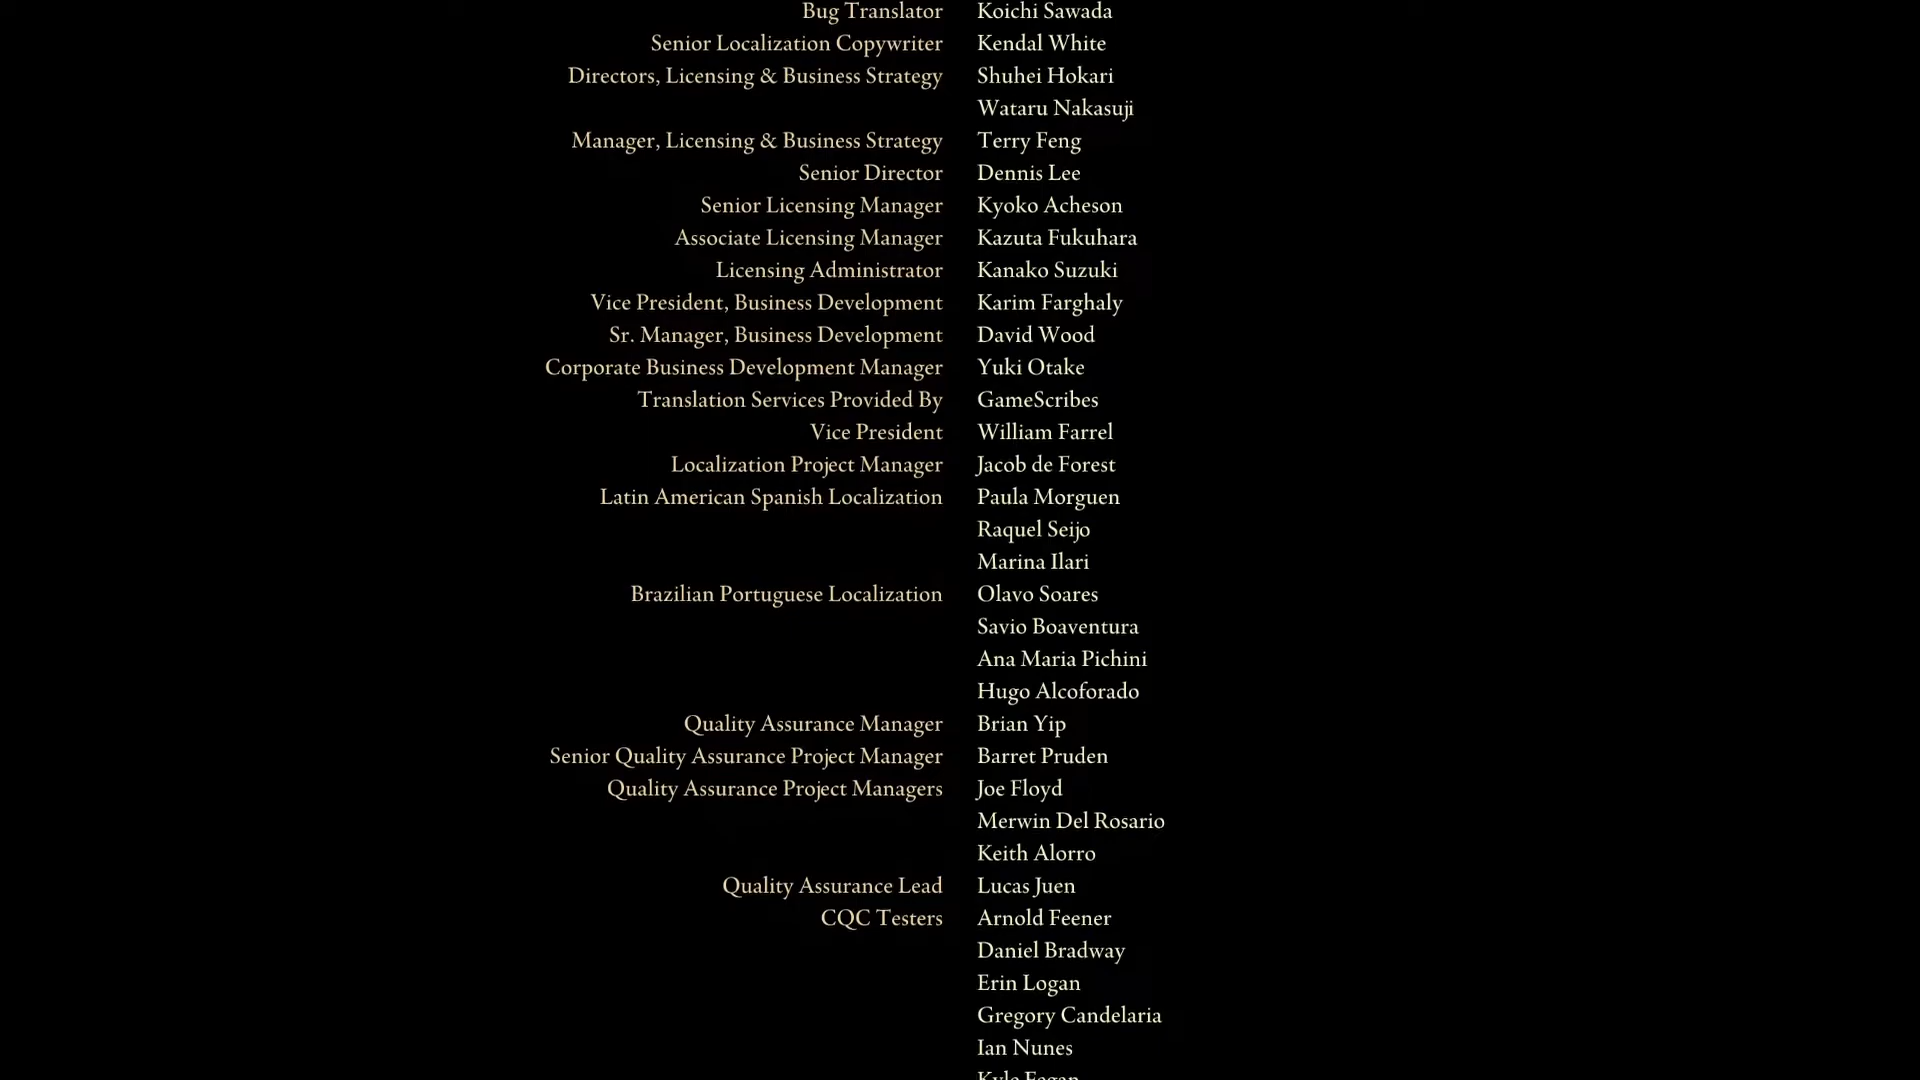 Bug Translator Koichi Sawada
Senior Localization Copywriter Kendal White
Directors, Licensing & Business Strategy Shuhei Hokari
Wataru Nakasuji
Manager, Licensing & Business Strategy Terry Feng
Senior Director Dennis Lee
Senior Licensing Manager Kyoko Acheson
Associate Licensing Manager Kazuta Fukuhara
Licensing Administrator Kanako Suzuki
Vice President, Business Development Karim Farghaly
Sr. Manager, Business Development David Wood
Corporate Business Development Manager Yuki Otake
Translation Services Provided By GameScribes
Vice President William Farrel
Localization Project Manager Jacob de Forest
Latin American Spanish Localization Paula Morguen
Raquel Seijo
Marina Ilari
Brazilian Portuguese Localization Olavo Soares
Savio Boaventura
Ana Maria Pichini
Hugo Alcoforado
Quality Assurance Manager Brian Yip
Senior Quality Assurance Project Manager Barret Pruden
Quality Assurance Project Managers Joe Floyd
Merwin Del Rosario
Keith Alorro
Quality Assurance Lead Lucas Juen
CQC Testers Arnold Feener
Daniel Bradway
Erin Logan
Gregory Candelaria
Ian Nunes